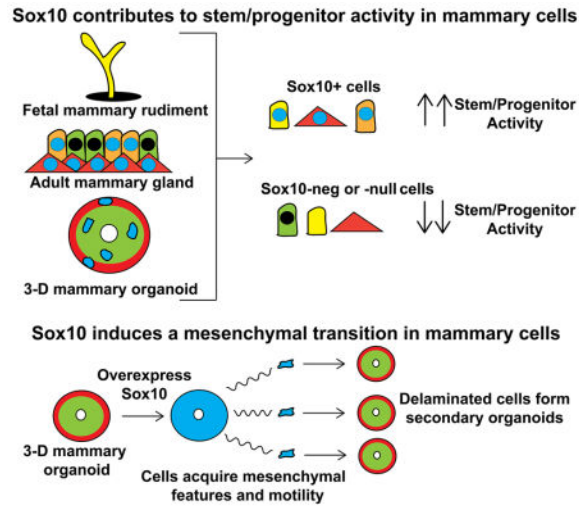 Sox10 contributes to stem/progenitor activity in mammary cells
Fetal mammary rudiment
Adult mammary gland
3-D mammary organoid
Sox10+ cells
Stem/Progenitor
Activity
Sox10-neg or -null cells
Stem/Progenitor
Activity
Sox10 induces a mesenchymal transition in mammary cells
3-D mammary
organoid
Overexpress
Sox10
Cells acquire mesenchymal
features and motility
Delaminated cells form
secondary organoids